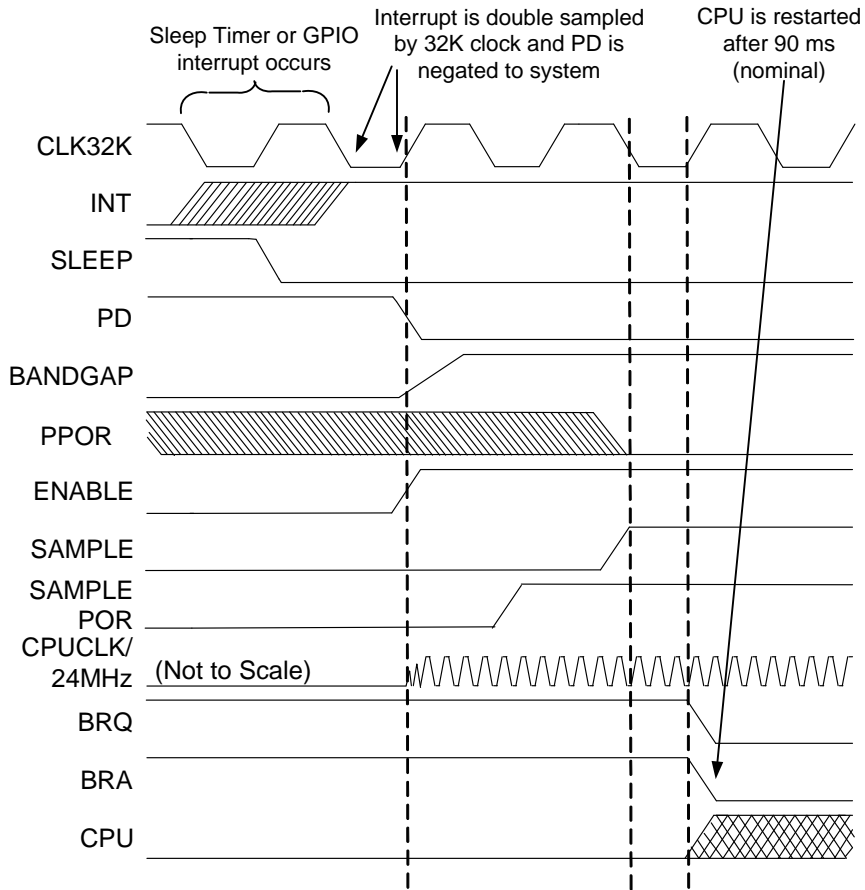 Sleep Timer or GPIO
interrupt occurs
Interrupt is double sampled
by 32K clock and PD is
negated to system
CPU is restarted
after 90 ms
(nominal)
CLK32K
INT
SLEEP
PD
BANDGAP
PPOR
ENABLE
SAMPLE
SAMPLE
POR
CPUCLK/
24MHz
(Not to Scale)
BRQ
BRA
CPU